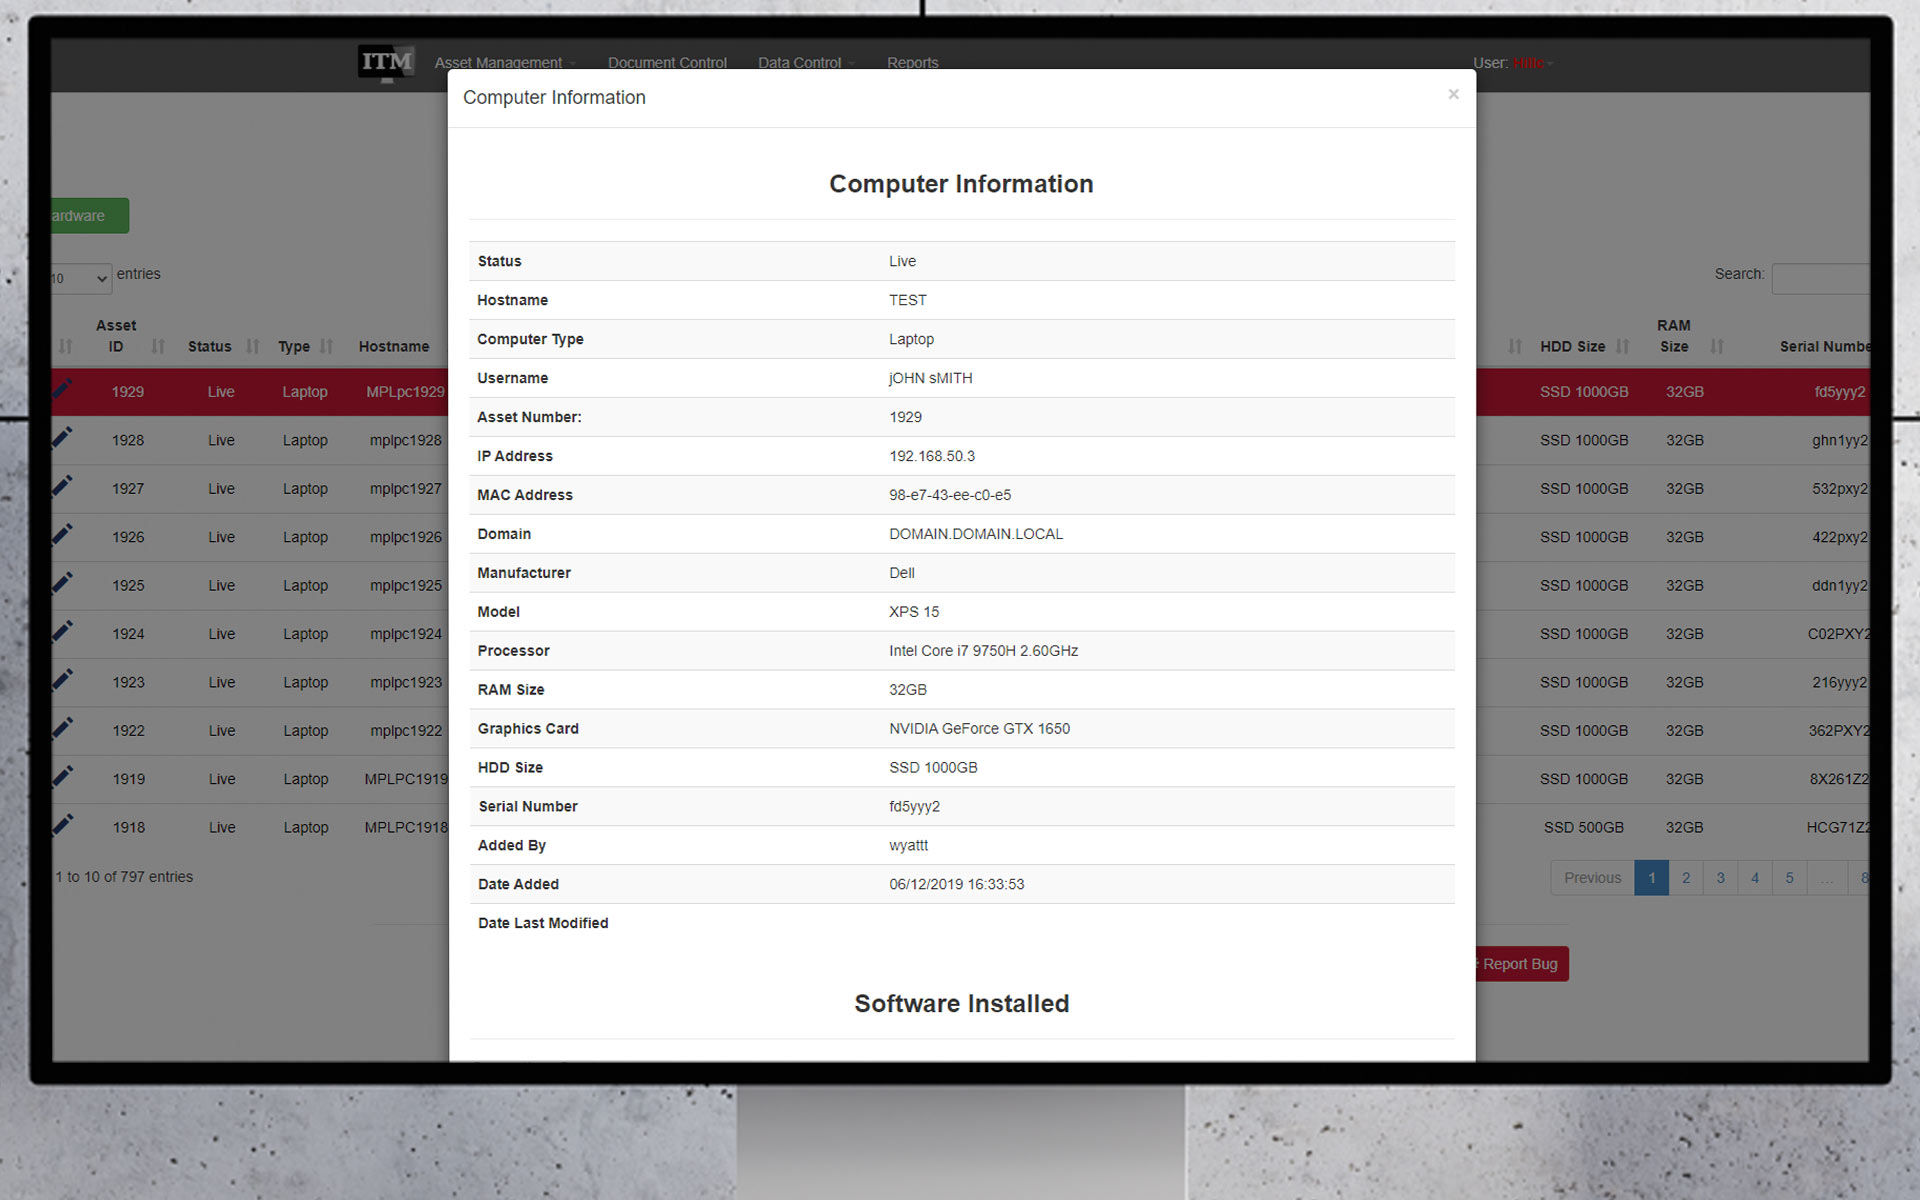 ITM Asset Management Document Control Data Control Reports User:
Computer Information ×
Computer Information
ardware
10 entries
Search:
Asset ID Status Type Hostname HDD Size RAM Size Serial Numbe
1929 Live Laptop MPLpc1929 SSD 1000GB 32GB fd5yyy2
1928 Live Laptop mplpc1928 SSD 1000GB 32GB ghn1yy2
1927 Live Laptop mplpc1927 SSD 1000GB 32GB 532pxy2
1926 Live Laptop mplpc1926 SSD 1000GB 32GB 422pxy2
1925 Live Laptop mplpc1925 SSD 1000GB 32GB ddn1yy2
1924 Live Laptop mplpc1924 SSD 1000GB 32GB C02PXY2
1923 Live Laptop mplpc1923 SSD 1000GB 32GB 216yyy2
1922 Live Laptop mplpc1922 SSD 1000GB 32GB 362PXY2
1919 Live Laptop MPLPC1919 SSD 1000GB 32GB 8X261Z2
1918 Live Laptop MPLPC1918 SSD 500GB 32GB HCG71Z2
1 to 10 of 797 entries
Previous 1 2 3 4 5 ... 8
Report Bug
Status Live
Hostname TEST
Computer Type Laptop
Username jOHN sMITH
Asset Number: 1929
IP Address 192.168.50.3
MAC Address 98-e7-43-ee-c0-e5
Domain DOMAIN.DOMAIN.LOCAL
Manufacturer Dell
Model XPS 15
Processor Intel Core i7 9750H 2.60GHz
RAM Size 32GB
Graphics Card NVIDIA GeForce GTX 1650
HDD Size SSD 1000GB
Serial Number fd5yyy2
Added By wyattt
Date Added 06/12/2019 16:33:53
Date Last Modified
Software Installed